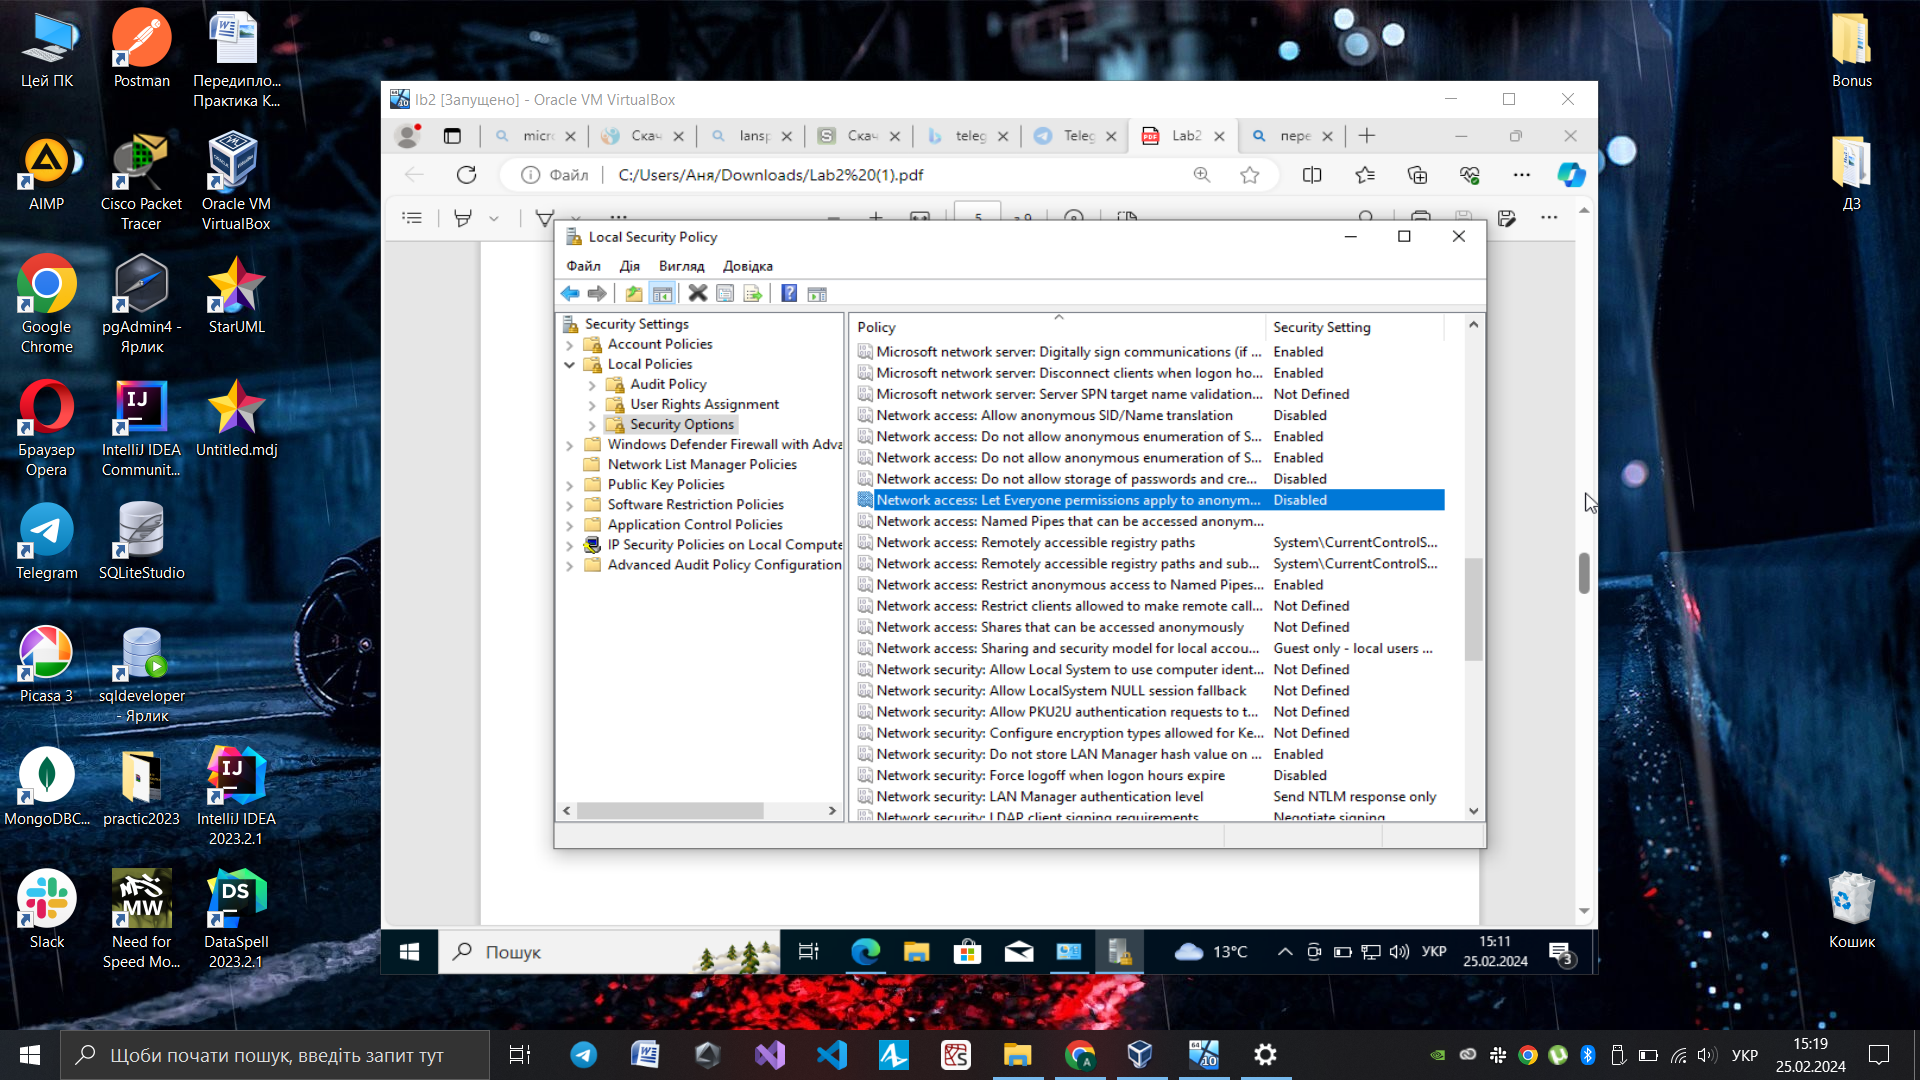 Цей ПК
Postman
Передипло...
Практика К...
AIMP
Cisco Packet
Tracer
Oracle VM
VirtualBox
Google
Chrome
pgAdmin4 -
Ярлик
StarUML
Браузер
Opera
IntelliJ IDEA
Communit...
Untitled.mdj
Telegram
SQLiteStudio
Picasa 3
sqldeveloper
- Ярлик
MongoDBC...
practic2023
IntelliJ IDEA
2023.2.1
Slack
Need for
Speed Mo...
DataSpell
2023.2.1
Bonus
ДЗ
Кошик
Ib2 [Запущено] - Oracle VM VirtualBox
micro
Скач
lansp
Скач
teleg
Teleg
Lab2
пере
Файл
C:/Users/Аня/Downloads/Lab2%20(1).pdf
5
з 9
Local Security Policy
Файл Дія Вигляд Довідка
Security Settings
Account Policies
Local Policies
Audit Policy
User Rights Assignment
Security Options
Windows Defender Firewall with Adva
Network List Manager Policies
Public Key Policies
Software Restriction Policies
Application Control Policies
IP Security Policies on Local Compute
Advanced Audit Policy Configuration
Policy Security Setting
Microsoft network server: Digitally sign communications (if ... Enabled
Microsoft network server: Disconnect clients when logon ho... Enabled
Microsoft network server: Server SPN target name validation... Not Defined
Network access: Allow anonymous SID/Name translation Disabled
Network access: Do not allow anonymous enumeration of S... Enabled
Network access: Do not allow anonymous enumeration of S... Enabled
Network access: Do not allow storage of passwords and cre... Disabled
Network access: Let Everyone permissions apply to anonym... Disabled
Network access: Named Pipes that can be accessed anonym...
Network access: Remotely accessible registry paths System\CurrentControlS...
Network access: Remotely accessible registry paths and sub... System\CurrentControlS...
Network access: Restrict anonymous access to Named Pipes... Enabled
Network access: Restrict clients allowed to make remote call... Not Defined
Network access: Shares that can be accessed anonymously Not Defined
Network access: Sharing and security model for local accou... Guest only - local users ...
Network security: Allow Local System to use computer ident... Not Defined
Network security: Allow LocalSystem NULL session fallback Not Defined
Network security: Allow PKU2U authentication requests to t... Not Defined
Network security: Configure encryption types allowed for Ke... Not Defined
Network security: Do not store LAN Manager hash value on ... Enabled
Network security: Force logoff when logon hours expire Disabled
Network security: LAN Manager authentication level Send NTLM response only
Network security: LDAP client signing requirements Negotiate signing
Пошук
13°C
УКР
15:11
25.02.2024
3
Щоби почати пошук, введіть запит тут
УКР
15:19
25.02.2024